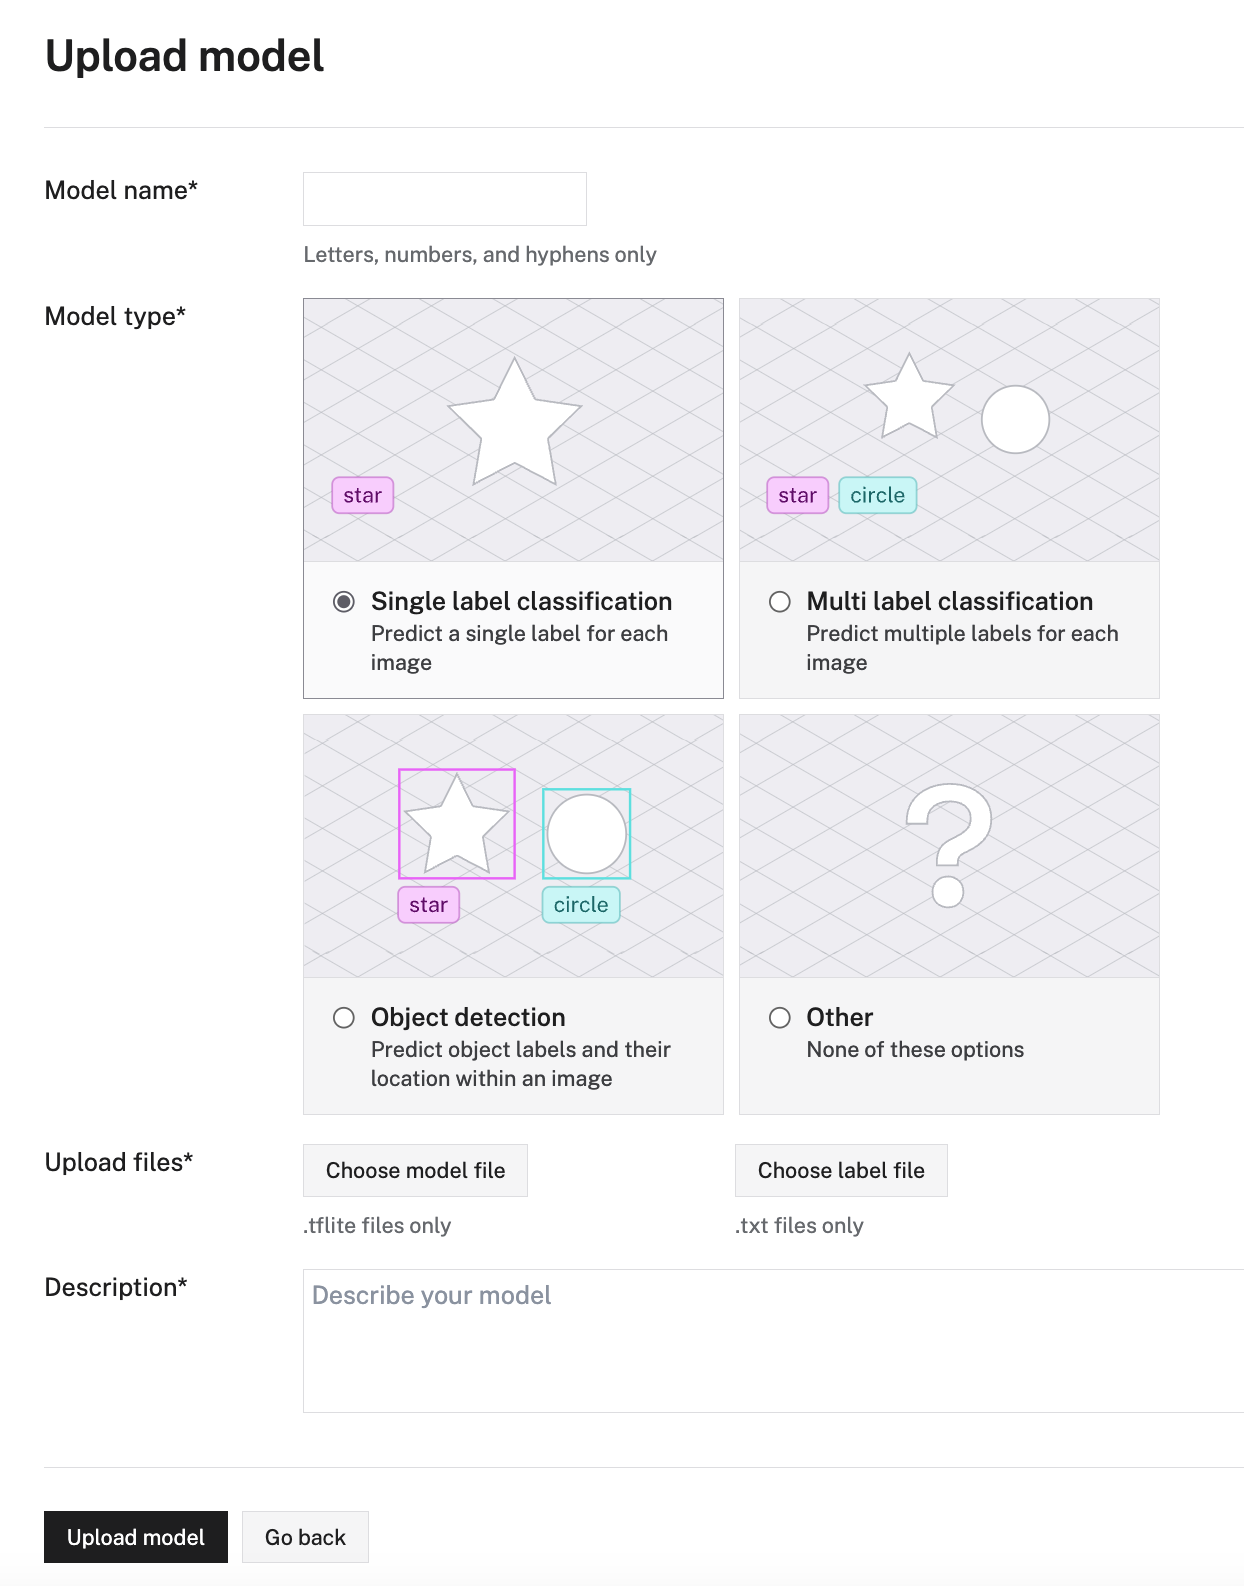 Upload model
Model name*
Letters, numbers, and hyphens only
Model type*
star
Single label classification
Predict a single label for each
image
star circle
Multi label classification
Predict multiple labels for each
image
star circle
Object detection
Predict object labels and their
location within an image
?
Other
None of these options
Upload files*
Choose model file
.tflite files only
Choose label file
.txt files only
Description*
Describe your model
Upload model
Go back